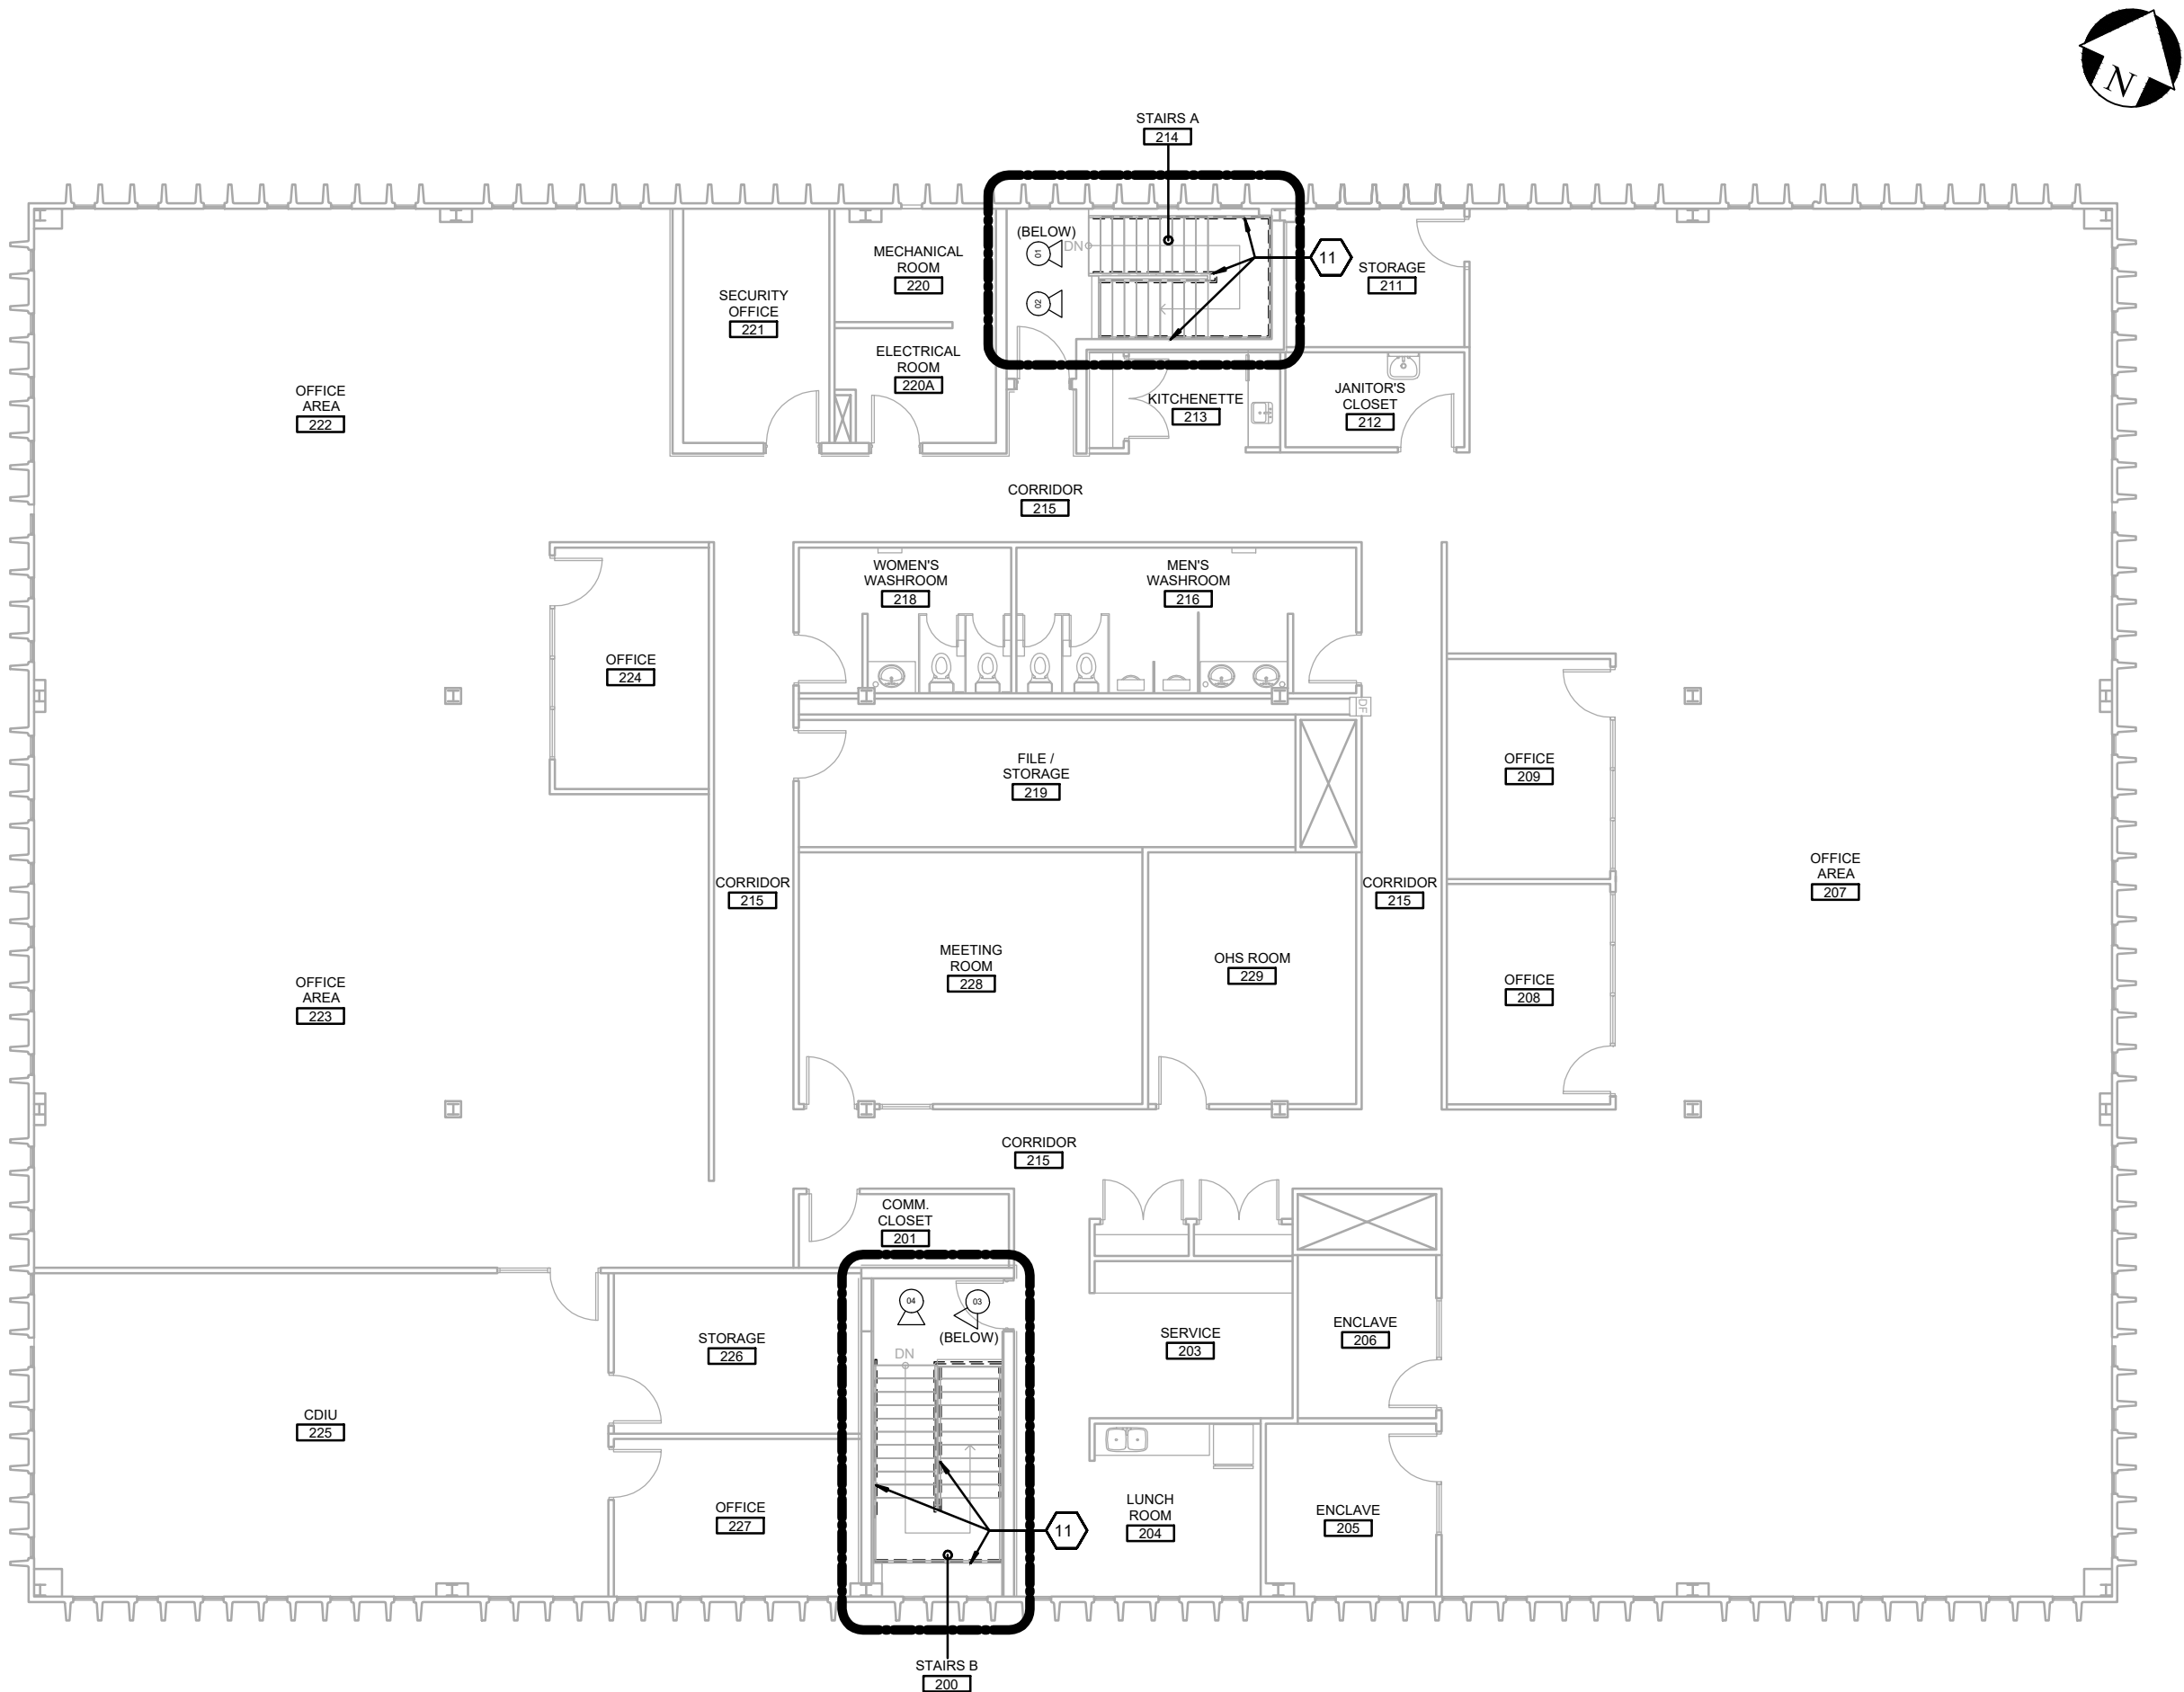 N
STAIRS A
214
(BELOW)
01
DN
02
11
MECHANICAL
ROOM
220
STORAGE
211
SECURITY
OFFICE
221
ELECTRICAL
ROOM
220A
OFFICE
AREA
222
KITCHENETTE
213
JANITOR'S
CLOSET
212
CORRIDOR
215
WOMEN'S
WASHROOM
218
MEN'S
WASHROOM
216
OFFICE
224
DF
FILE /
STORAGE
219
OFFICE
209
CORRIDOR
215
CORRIDOR
215
OFFICE
AREA
207
MEETING
ROOM
228
OHS ROOM
229
OFFICE
208
OFFICE
AREA
223
CORRIDOR
215
COMM.
CLOSET
201
04
03
(BELOW)
DN
STORAGE
226
SERVICE
203
ENCLAVE
206
CDIU
225
OFFICE
227
11
LUNCH
ROOM
204
ENCLAVE
205
STAIRS B
200